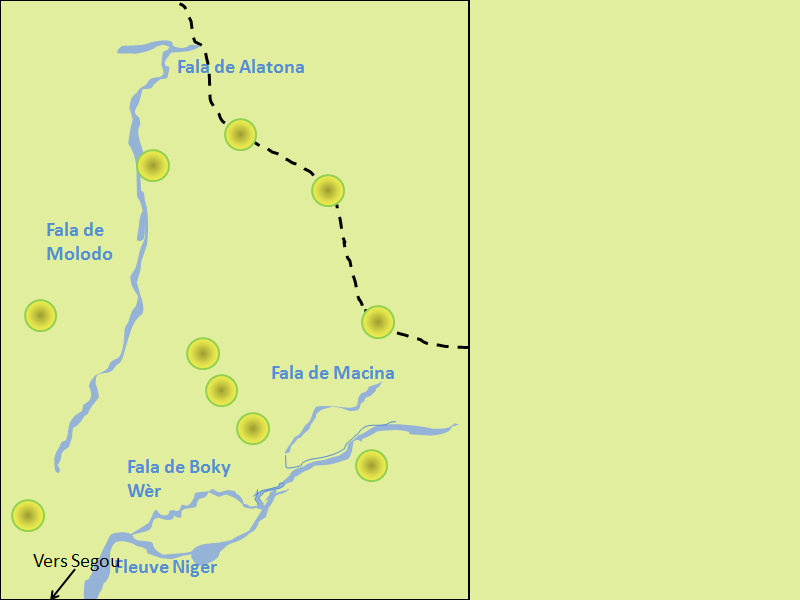 Fala de Alatona
Fala de
Molodo
Fala de Macina
Fala de Boky
Wèr
Vers Segou
Fleuve Niger